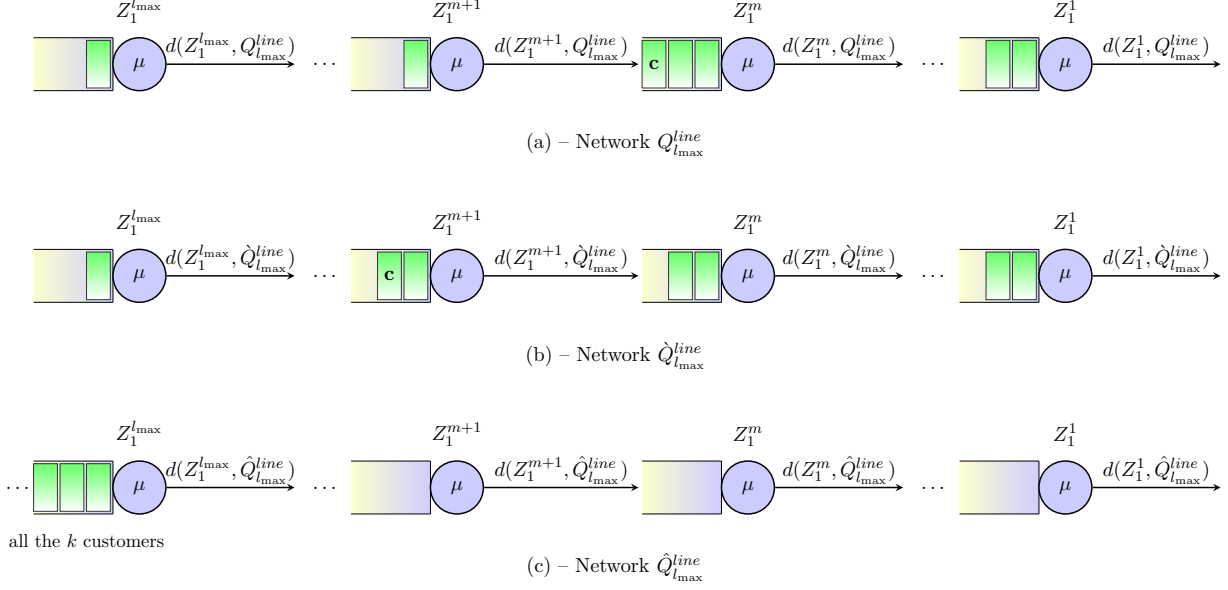 Z_1^{l_max} Z_1^{m+1} Z_1^m Z_1^1
μ d(Z_1^{l_max}, Q_{l_max}^{line}) ... μ d(Z_1^{m+1}, Q_{l_max}^{line}) c μ d(Z_1^m, Q_{l_max}^{line}) ... μ d(Z_1^1, Q_{l_max}^{line})
(a) – Network Q_{l_max}^{line}
Z_1^{l_max} Z_1^{m+1} Z_1^m Z_1^1
μ d(Z_1^{l_max}, Q̀_{l_max}^{line}) ... c μ d(Z_1^{m+1}, Q̀_{l_max}^{line}) μ d(Z_1^m, Q̀_{l_max}^{line}) ... μ d(Z_1^1, Q̀_{l_max}^{line})
(b) – Network Q̀_{l_max}^{line}
Z_1^{l_max} Z_1^{m+1} Z_1^m Z_1^1
... μ d(Z_1^{l_max}, Q̂_{l_max}^{line}) ... μ d(Z_1^{m+1}, Q̂_{l_max}^{line}) μ d(Z_1^m, Q̂_{l_max}^{line}) ... μ d(Z_1^1, Q̂_{l_max}^{line})
all the k customers
(c) – Network Q̂_{l_max}^{line}